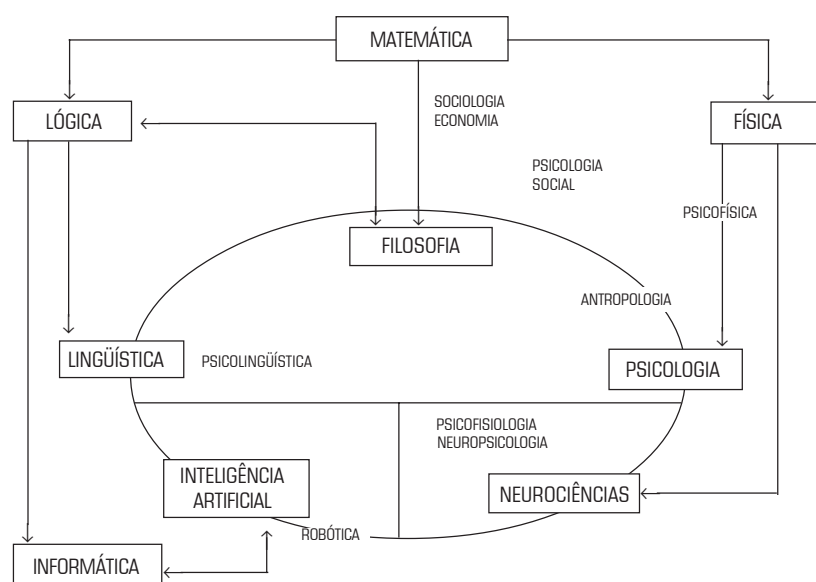 MATEMÁTICA
LÓGICA
SOCIOLOGIA
ECONOMIA
FÍSICA
PSICOLOGIA
SOCIAL
PSICOFÍSICA
FILOSOFIA
ANTROPOLOGIA
LINGÜÍSTICA
PSICOLINGÜÍSTICA
PSICOLOGIA
PSICOFISIOLOGIA
NEUROPSICOLOGIA
INTELIGÊNCIA
ARTIFICIAL
NEUROCIÊNCIAS
ROBÓTICA
INFORMÁTICA